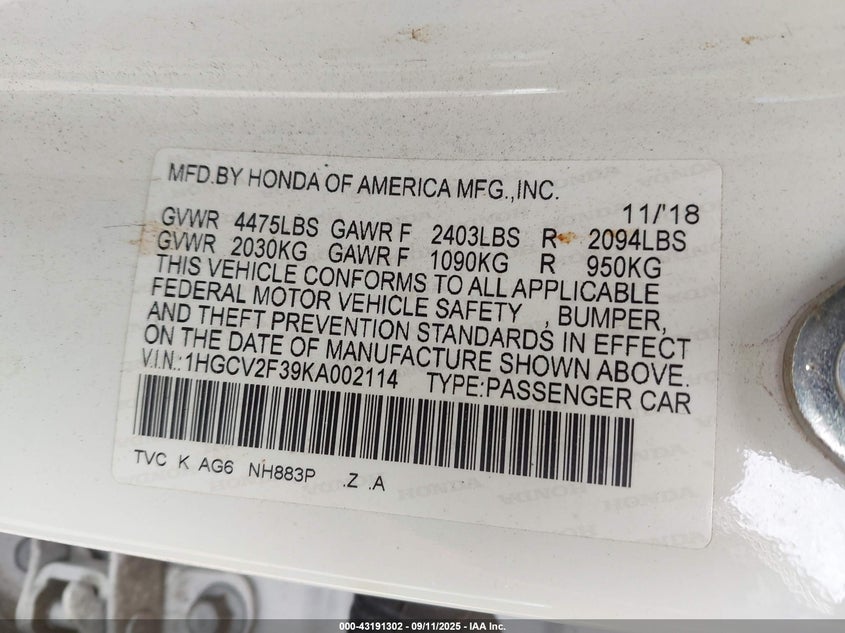 MFD.BY HONDA OF AMERICA MFG.,INC.
11/'18
GVWR 4475LBS GAWR F 2403LBS R 2094LBS
GVWR 2030KG GAWR F 1090KG R 950KG
THIS VEHICLE CONFORMS TO ALL APPLICABLE
FEDERAL MOTOR VEHICLE SAFETY , BUMPER,
AND THEFT PREVENTION STANDARDS IN EFFECT
ON THE DATE OF MANUFACTURE SHOWN ABOVE.
V.I.N.:1HGCV2F39KA002114 TYPE:PASSENGER CAR
TVC K AG6 NH883P .Z .A
HONDA HONDA HONDA
000-43191302 - 09/11/2025 - IAA Inc.